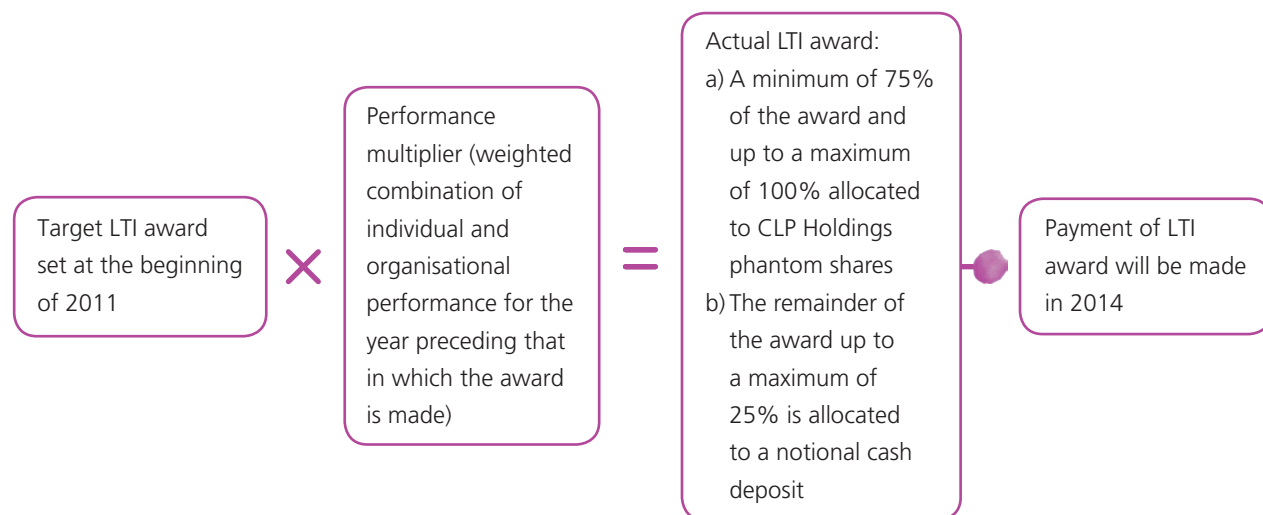 Target LTI award
set at the beginning
of 2011
×
Performance
multiplier (weighted
combination of
individual and
organisational
performance for the
year preceding that
in which the award
is made)
=
Actual LTI award:
a) A minimum of 75%
of the award and
up to a maximum
of 100% allocated
to CLP Holdings
phantom shares
b) The remainder of
the award up to
a maximum of
25% is allocated
to a notional cash
deposit
Payment of LTI
award will be made
in 2014